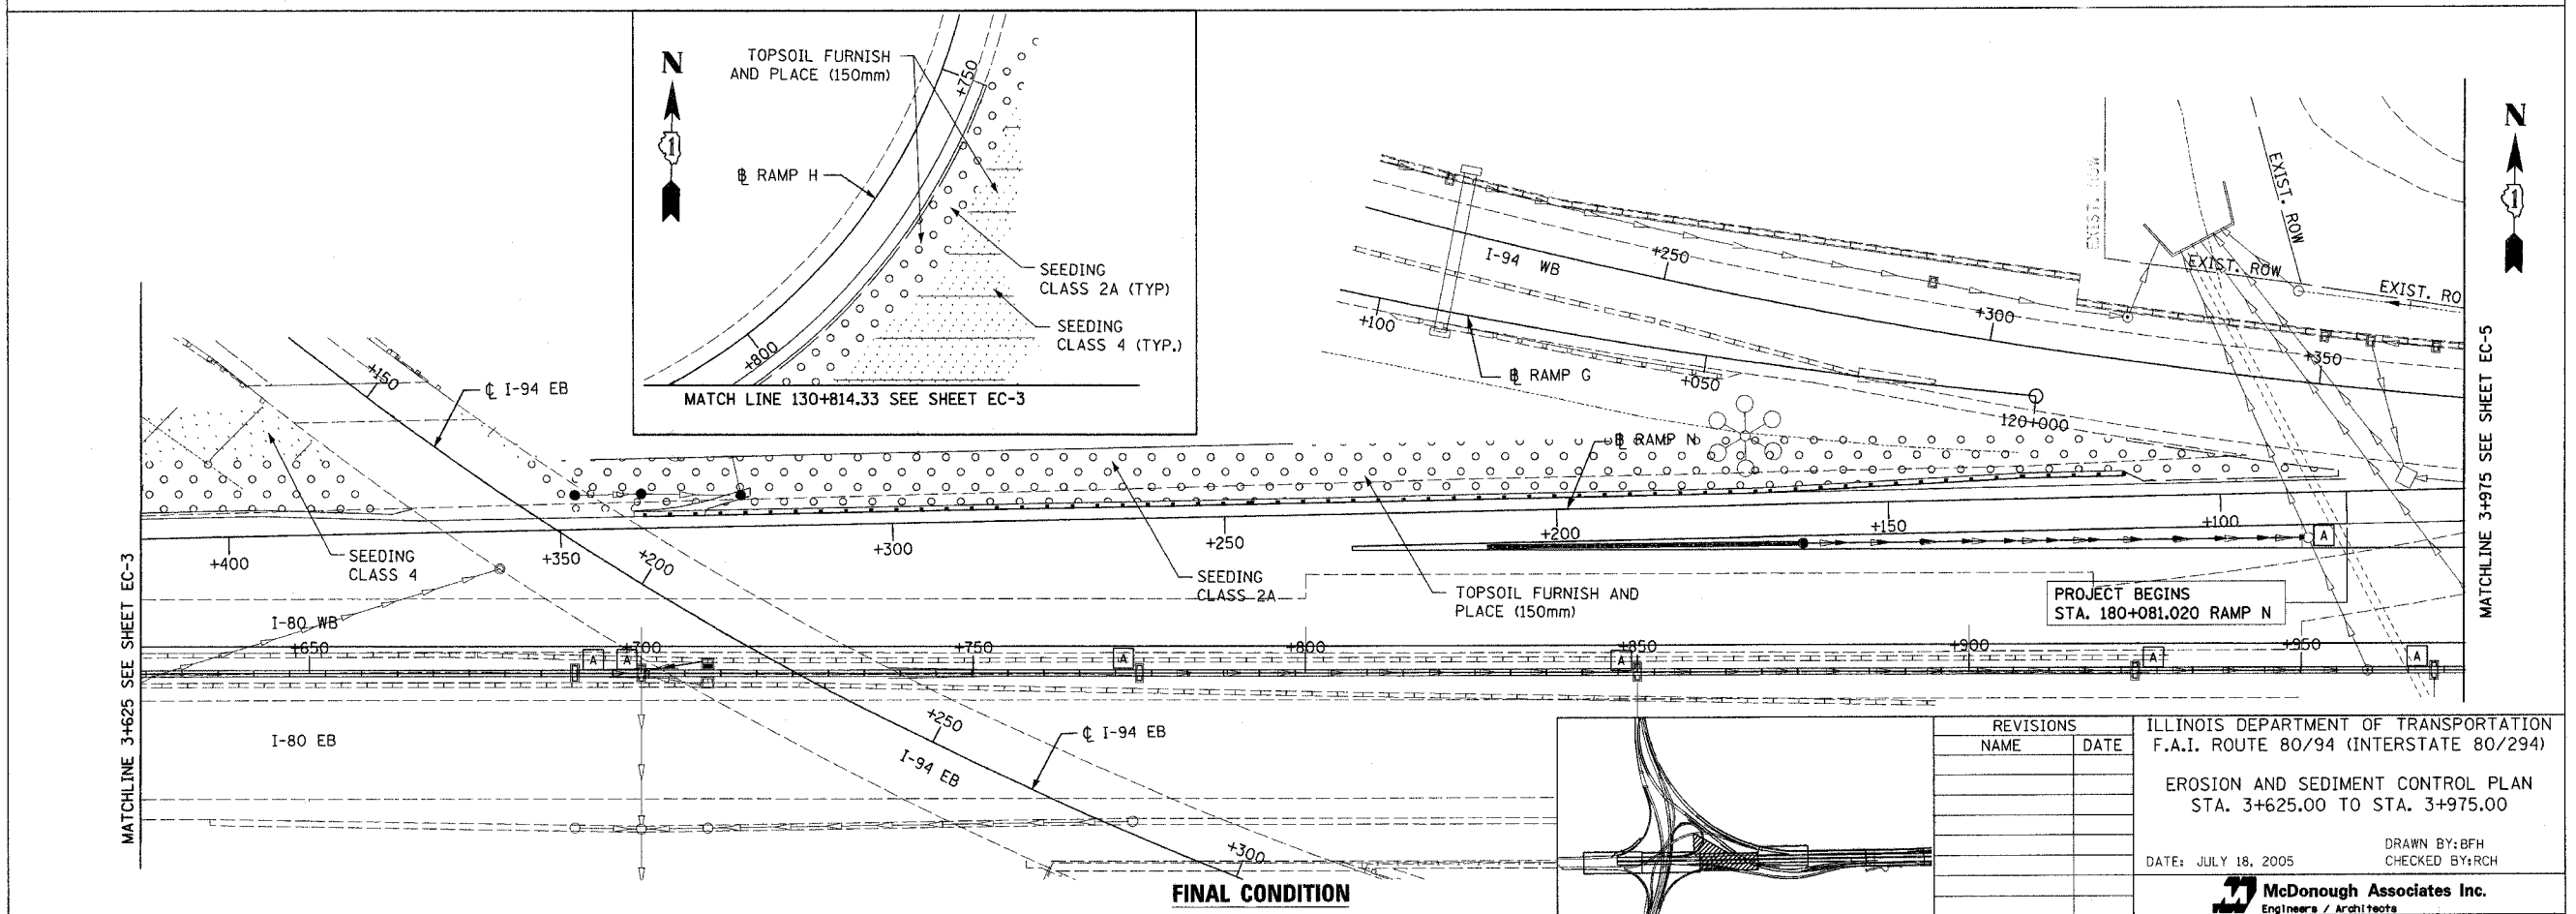 N
1
TOPSOIL FURNISH
AND PLACE (150mm)
+750
℄ RAMP H
SEEDING
CLASS 2A (TYP)
SEEDING
CLASS 4 (TYP.)
+800
MATCH LINE 130+814.33 SEE SHEET EC-3
N
1
EXIST. ROW
EXIST. ROW
EXIST. ROW
EXIST. RO
I-94 WB
+250
+300
+350
+100
+050
120+000
℄ RAMP G
℄ RAMP N
+150
℄ I-94 EB
MATCHLINE 3+625 SEE SHEET EC-3
MATCHLINE 3+975 SEE SHEET EC-5
+400
+350
+300
+250
+200
+150
+100
A
SEEDING
CLASS 4
+200
SEEDING
CLASS 2A
TOPSOIL FURNISH AND
PLACE (150mm)
PROJECT BEGINS
STA. 180+081.020 RAMP N
I-80 WB
+650
+700
+750
+800
+850
+900
+950
A
A
A
A
A
A
I-80 EB
+250
I-94 EB
℄ I-94 EB
+300
FINAL CONDITION
REVISIONS
NAME
DATE
ILLINOIS DEPARTMENT OF TRANSPORTATION
F.A.I. ROUTE 80/94 (INTERSTATE 80/294)
EROSION AND SEDIMENT CONTROL PLAN
STA. 3+625.00 TO STA. 3+975.00
DRAWN BY:BFH
DATE: JULY 18, 2005
CHECKED BY:RCH
McDonough Associates Inc.
Engineers / Architects